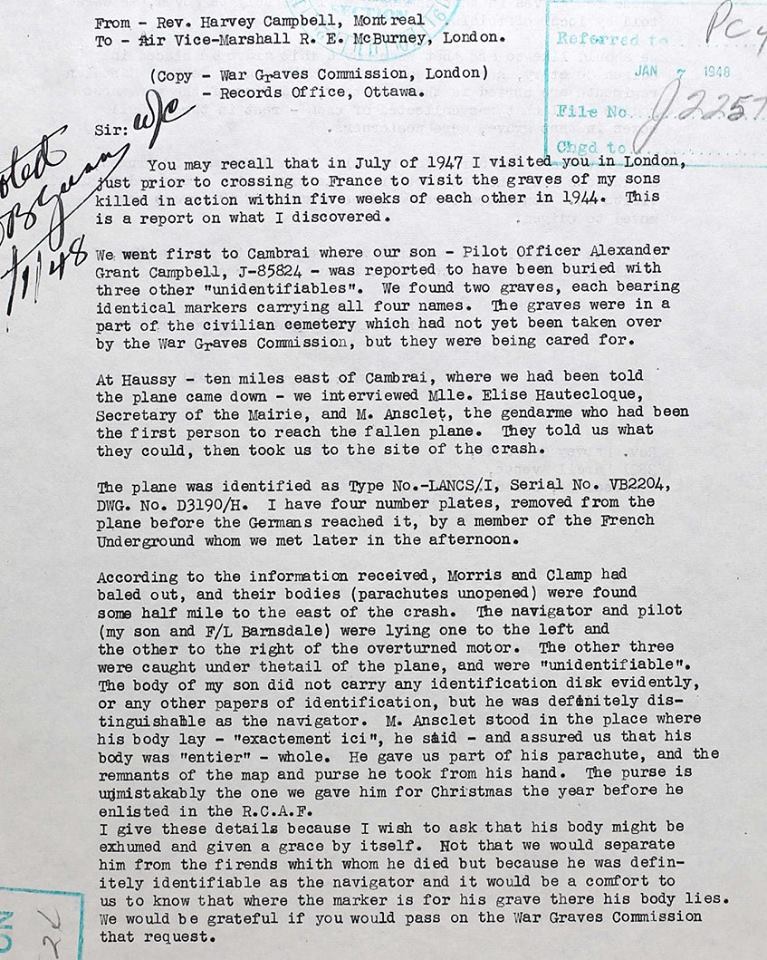 From - Rev. Harvey Campbell, Montreal
To - Air Vice-Marshall R. E. McBurney, London.
(Copy - War Graves Commission, London)
- Records Office, Ottawa.
Referred to PC 4
JAN 7 1948
File No. J2257
Chgd to
Sir:
oted
1/48
You may recall that in July of 1947 I visited you in London,
just prior to crossing to France to visit the graves of my sons
killed in action within five weeks of each other in 1944. This
is a report on what I discovered.
We went first to Cambrai where our son - Pilot Officer Alexander
Grant Campbell, J-85824 - was reported to have been buried with
three other "unidentifiables". We found two graves, each bearing
identical markers carrying all four names. The graves were in a
part of the civilian cemetery which had not yet been taken over
by the War Graves Commission, but they were being cared for.
At Haussy - ten miles east of Cambrai, where we had been told
the plane came down - we interviewed Mlle. Elise Hautecloque,
Secretary of the Mairie, and M. Ansclet, the gendarme who had been
the first person to reach the fallen plane. They told us what
they could, then took us to the site of the crash.
The plane was identified as Type No.-LANCS/I, Serial No. VB2204,
DWG. No. D3190/H. I have four number plates, removed from the
plane before the Germans reached it, by a member of the French
Underground whom we met later in the afternoon.
According to the information received, Morris and Clamp had
baled out, and their bodies (parachutes unopened) were found
some half mile to the east of the crash. The navigator and pilot
(my son and F/L Barnsdale) were lying one to the left and
the other to the right of the overturned motor. The other three
were caught under thetail of the plane, and were "unidentifiable".
The body of my son did not carry any identification disk evidently,
or any other papers of identification, but he was definitely dis-
tinguishable as the navigator. M. Ansclet stood in the place where
his body lay - "exactement ici", he said - and assured us that his
body was "entier" - whole. He gave us part of his parachute, and the
remnants of the map and purse he took from his hand. The purse is
unmistakably the one we gave him for Christmas the year before he
enlisted in the R.C.A.F.
I give these details because I wish to ask that his body might be
exhumed and given a grace by itself. Not that we would separate
him from the firends whith whom he died but because he was defin-
itely identifiable as the navigator and it would be a comfort to
us to know that where the marker is for his grave there his body lies.
We would be grateful if you would pass on the War Graves Commission
that request.
ON